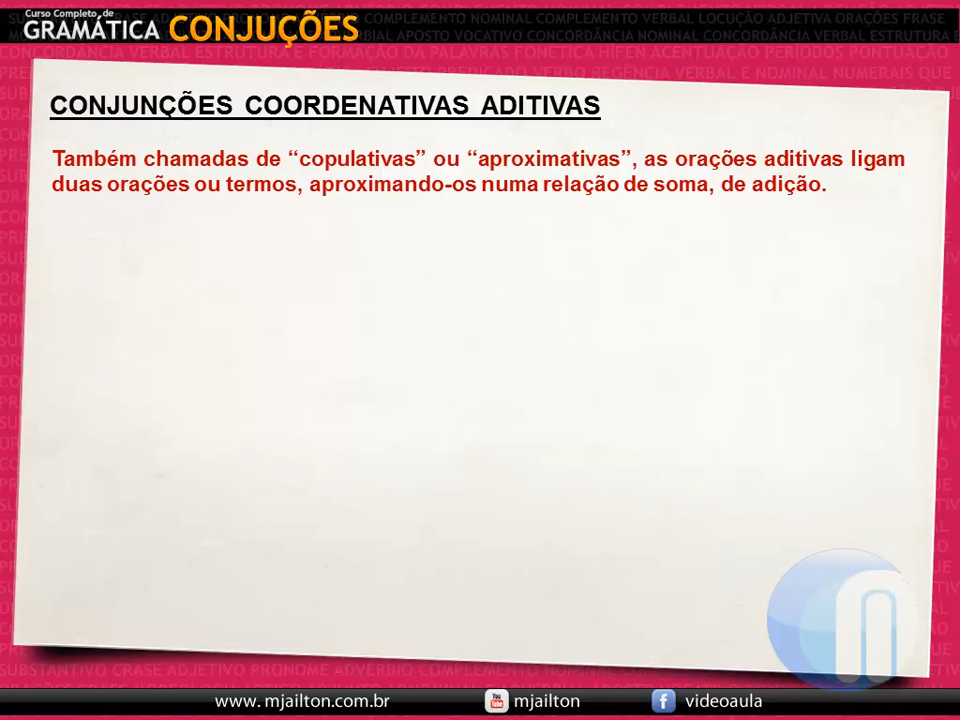 Curso Completo de
GRAMÁTICA CONJUÇÕES
CONJUNÇÕES COORDENATIVAS ADITIVAS
Também chamadas de “copulativas” ou “aproximativas”, as orações aditivas ligam
duas orações ou termos, aproximando-os numa relação de soma, de adição.
www. mjailton.com.br mjailton videoaula